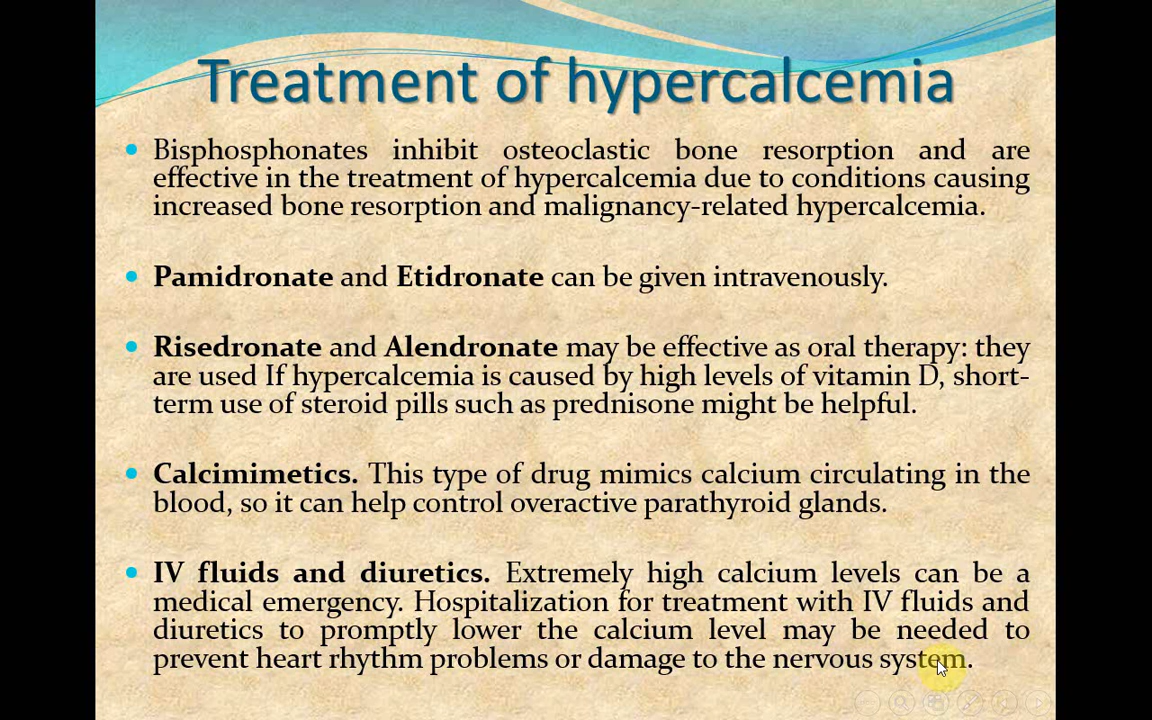 Treatment of hypercalcemia
Bisphosphonates inhibit osteoclastic bone resorption and are
effective in the treatment of hypercalcemia due to conditions causing
increased bone resorption and malignancy-related hypercalcemia.
Pamidronate and Etidronate can be given intravenously.
Risedronate and Alendronate may be effective as oral therapy: they
are used If hypercalcemia is caused by high levels of vitamin D, short-
term use of steroid pills such as prednisone might be helpful.
Calcimimetics. This type of drug mimics calcium circulating in the
blood, so it can help control overactive parathyroid glands.
IV fluids and diuretics. Extremely high calcium levels can be a
medical emergency. Hospitalization for treatment with IV fluids and
diuretics to promptly lower the calcium level may be needed to
prevent heart rhythm problems or damage to the nervous system.